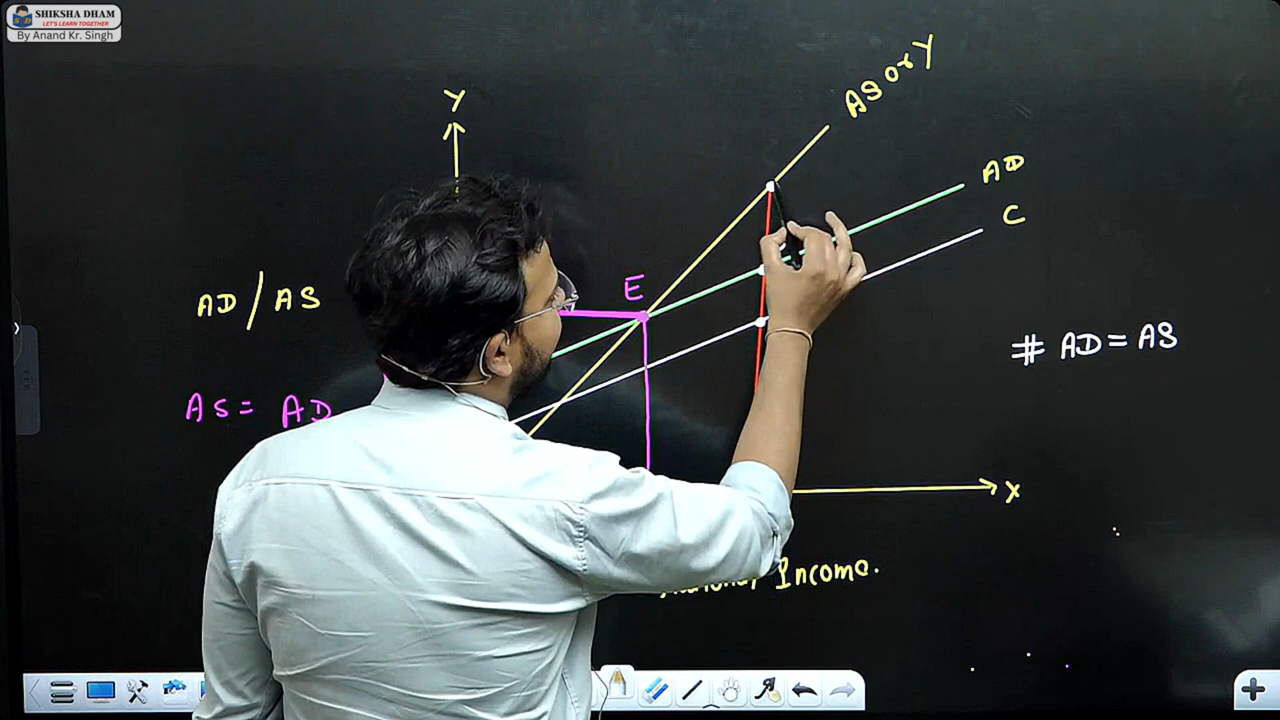 SHIKSHA DHAM
LET'S LEARN TOGETHER
By Anand Kr. Singh
Y
AS or Y
AD
C
E
AD / AS
# AD = AS
AS = AD
X
Income.